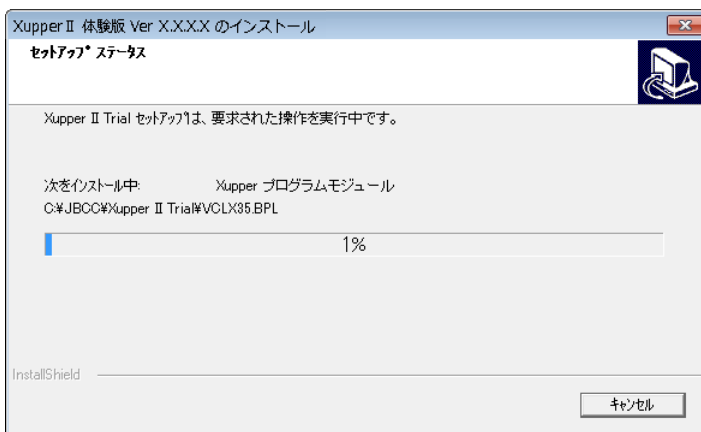 Xupper II 体験版 Ver X.X.X.X のインストール
セットアップ ステータス
Xupper II Trial セットアップは、要求された操作を実行中です。
次をインストール中: Xupper プログラムモジュール
C:¥JBCC¥Xupper II Trial¥VCLX35.BPL
1%
InstallShield
キャンセル